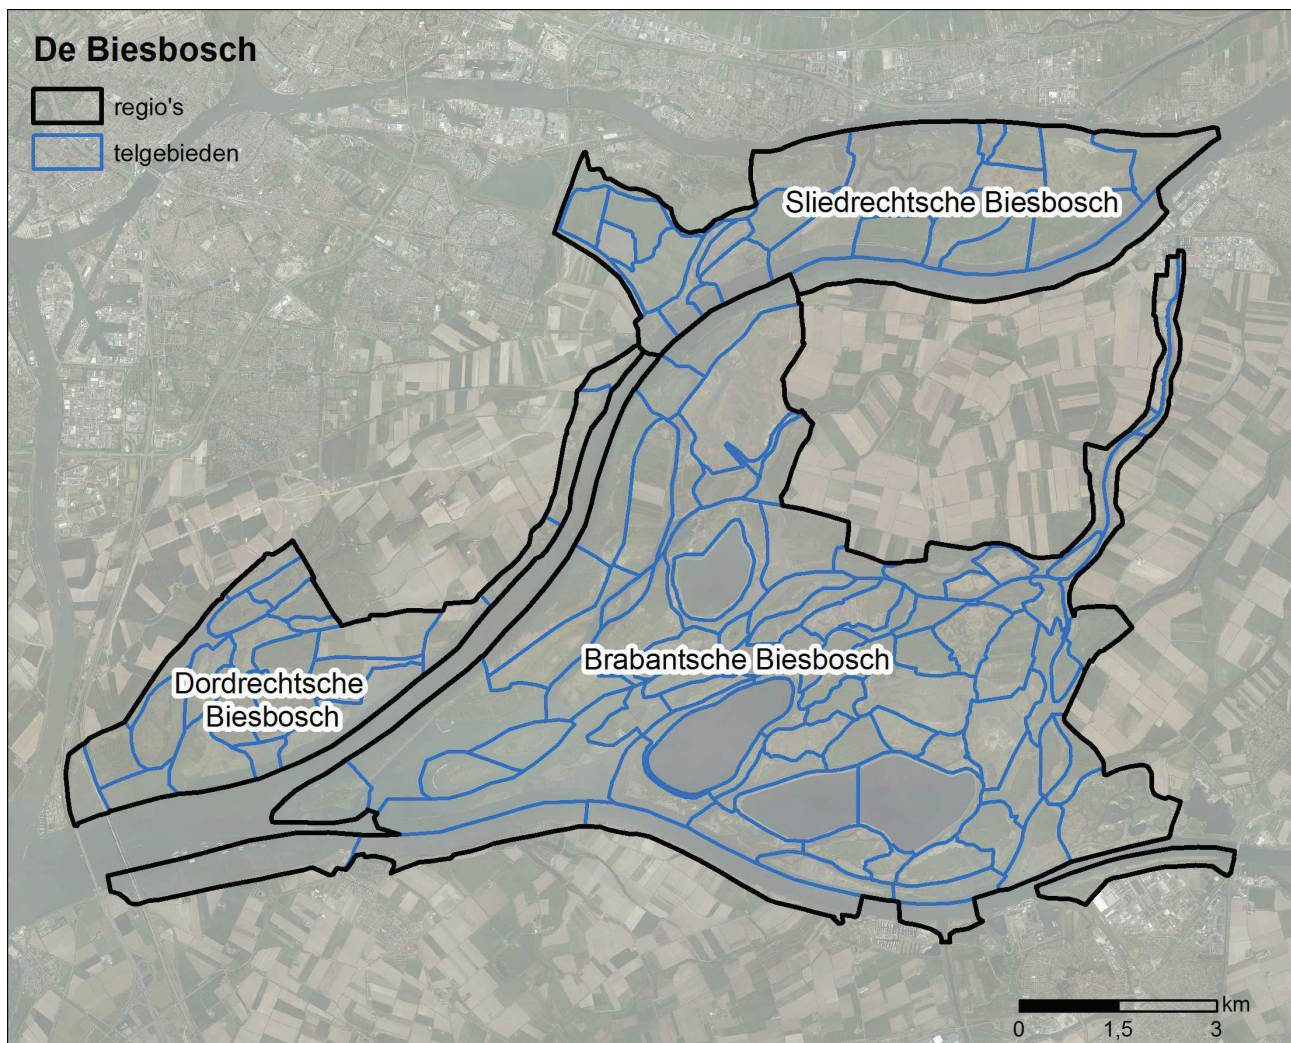 De Biesbosch
regio's
telgebieden
Sliedrechtsche Biesbosch
Brabantsche Biesbosch
Dordrechtsche
Biesbosch
km
0 1,5 3